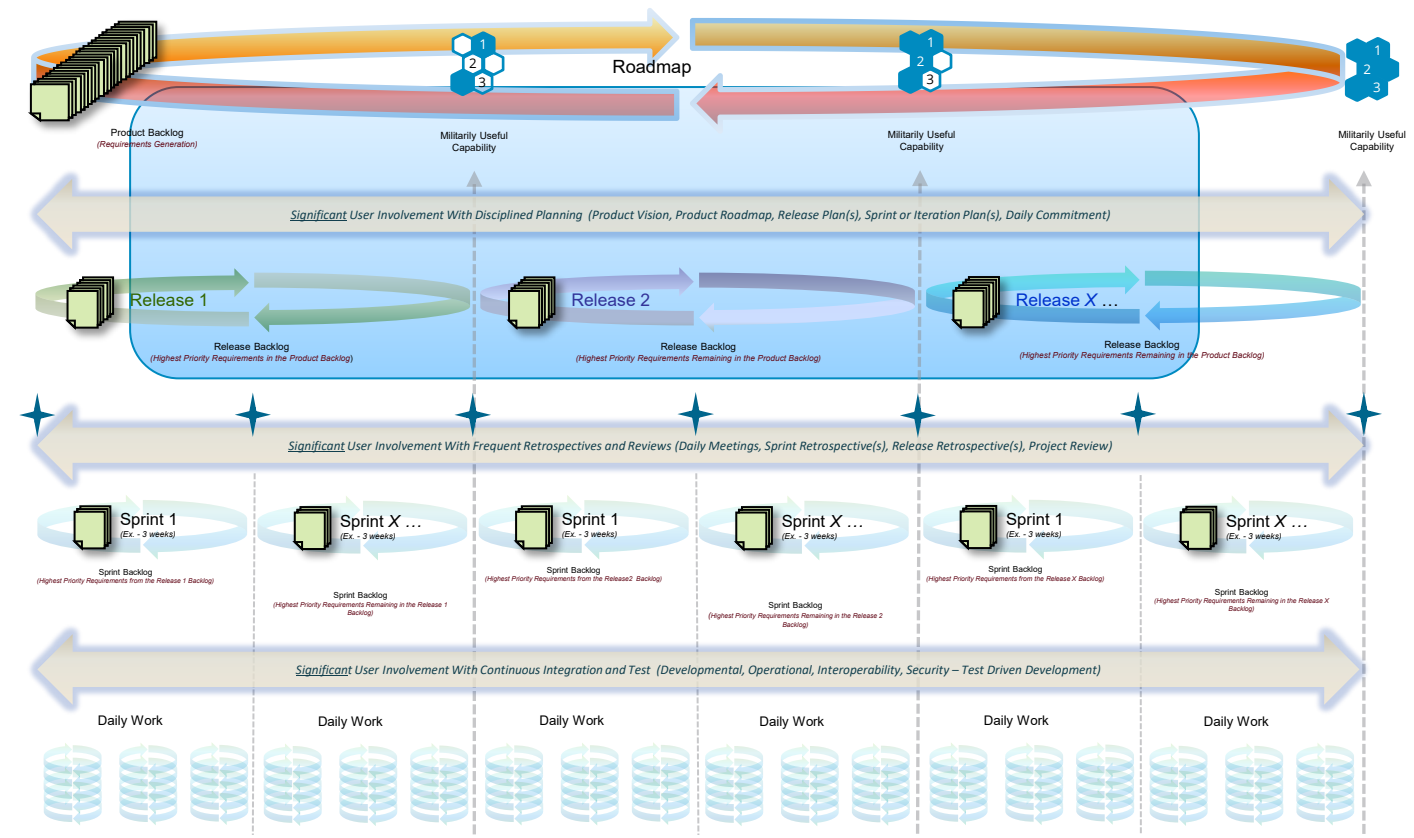 1
2
3
1
2
3
1
2
3
Roadmap
Product Backlog
(Requirements Generation)
Militarily Useful
Capability
Militarily Useful
Capability
Militarily Useful
Capability
Significant User Involvement With Disciplined Planning (Product Vision, Product Roadmap, Release Plan(s), Sprint or Iteration Plan(s), Daily Commitment)
Release 1
Release 2
Release X …
Release Backlog
(Highest Priority Requirements in the Product Backlog)
Release Backlog
(Highest Priority Requirements Remaining in the Product Backlog)
Release Backlog
(Highest Priority Requirements Remaining in the Product Backlog)
Significant User Involvement With Frequent Retrospectives and Reviews (Daily Meetings, Sprint Retrospective(s), Release Retrospective(s), Project Review)
Sprint 1
(Ex. - 3 weeks)
Sprint X …
(Ex. - 3 weeks)
Sprint 1
(Ex. - 3 weeks)
Sprint X …
(Ex. - 3 weeks)
Sprint 1
(Ex. - 3 weeks)
Sprint X …
(Ex. - 3 weeks)
Sprint Backlog
(Highest Priority Requirements from the Release 1 Backlog)
Sprint Backlog
(Highest Priority Requirements Remaining in the Release 1
Backlog)
Sprint Backlog
(Highest Priority Requirements from the Release2 Backlog)
Sprint Backlog
(Highest Priority Requirements Remaining in the Release 2
Backlog)
Sprint Backlog
(Highest Priority Requirements from the Release X Backlog)
Sprint Backlog
(Highest Priority Requirements Remaining in the Release X
Backlog)
Significant User Involvement With Continuous Integration and Test (Developmental, Operational, Interoperability, Security – Test Driven Development)
Daily Work
Daily Work
Daily Work
Daily Work
Daily Work
Daily Work